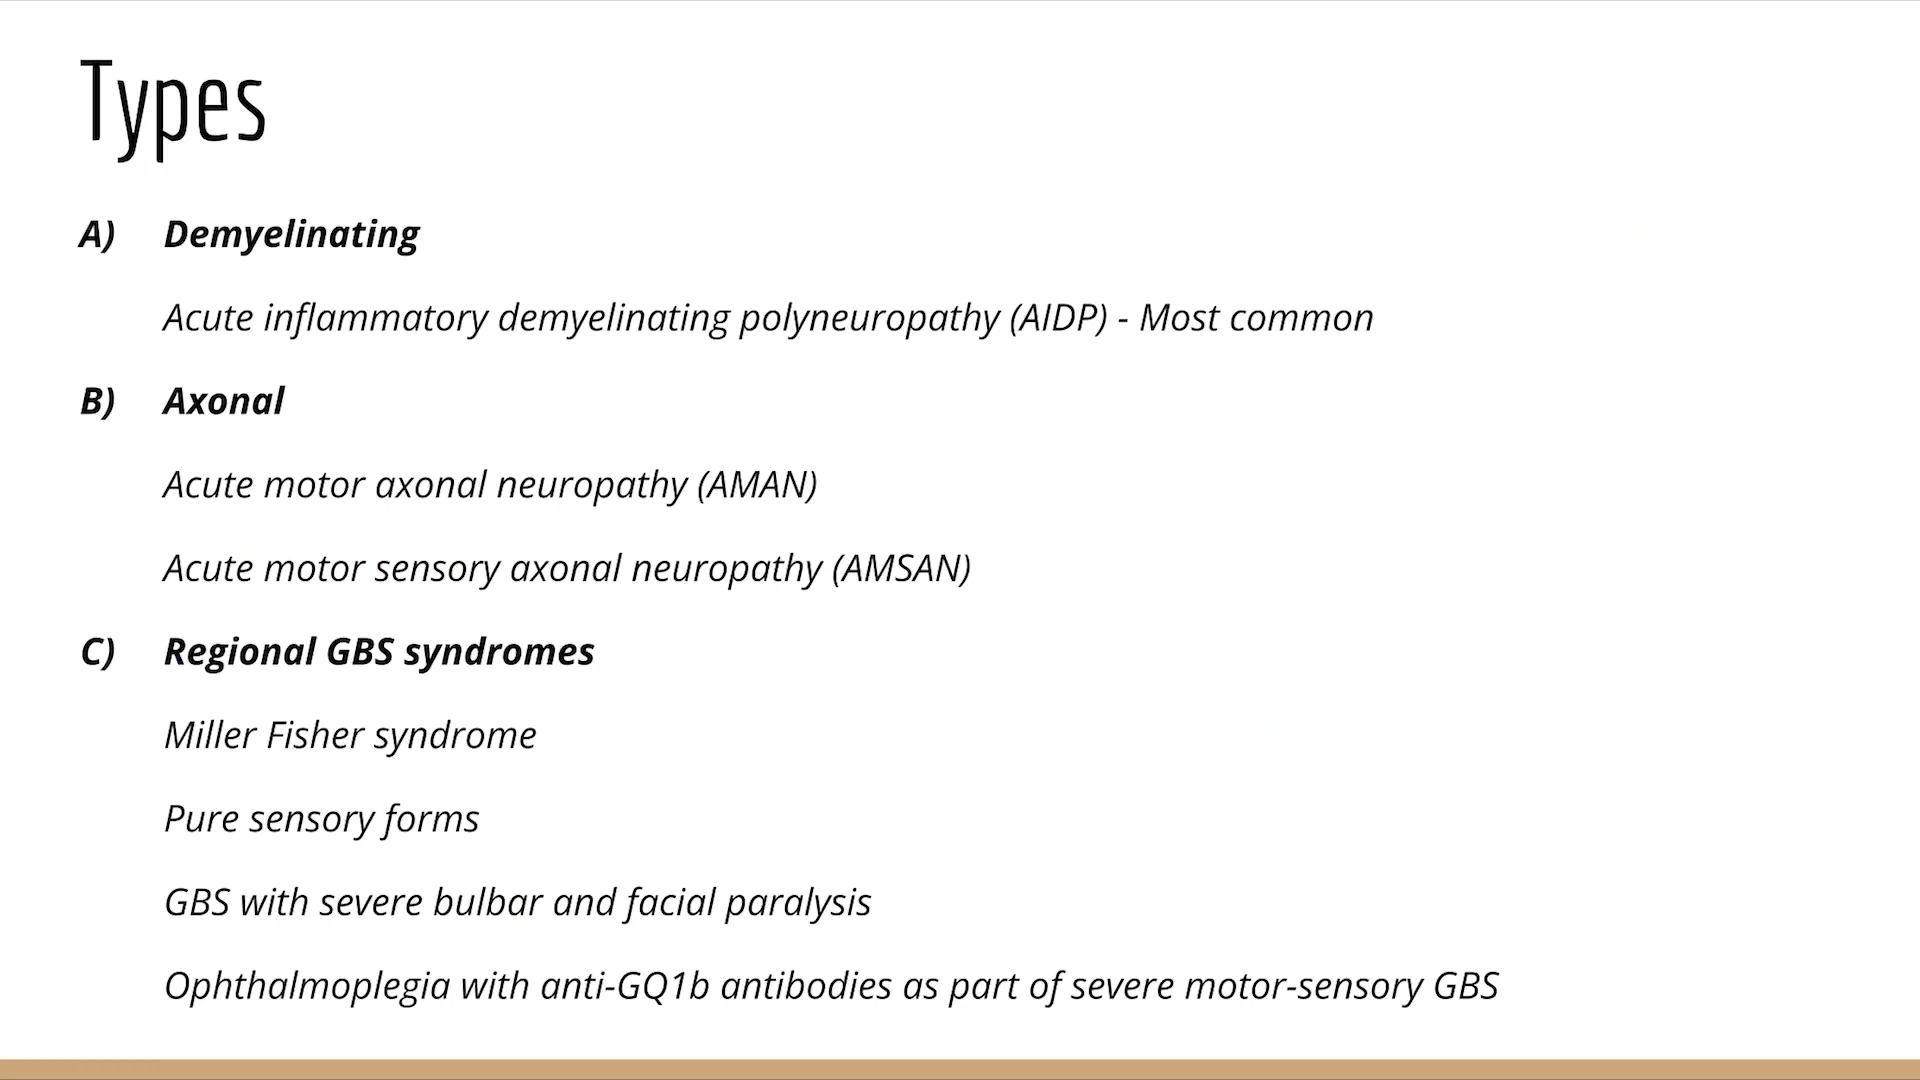 Types
A) Demyelinating
Acute inflammatory demyelinating polyneuropathy (AIDP) - Most common
B) Axonal
Acute motor axonal neuropathy (AMAN)
Acute motor sensory axonal neuropathy (AMSAN)
C) Regional GBS syndromes
Miller Fisher syndrome
Pure sensory forms
GBS with severe bulbar and facial paralysis
Ophthalmoplegia with anti-GQ1b antibodies as part of severe motor-sensory GBS